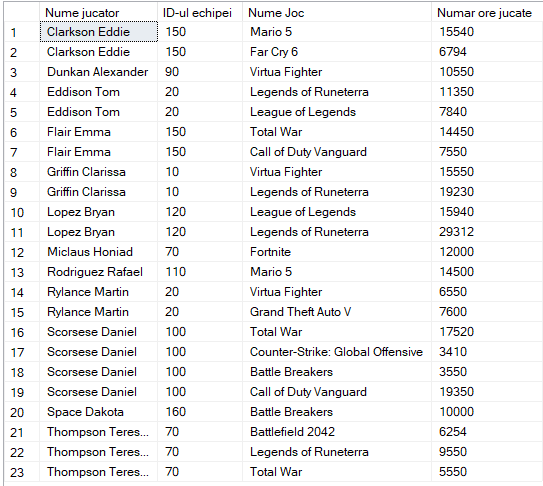 Nume jucator ID-ul echipei Nume Joc Numar ore jucate
1 Clarkson Eddie 150 Mario 5 15540
2 Clarkson Eddie 150 Far Cry 6 6794
3 Dunkan Alexander 90 Virtua Fighter 10550
4 Eddison Tom 20 Legends of Runeterra 11350
5 Eddison Tom 20 League of Legends 7840
6 Flair Emma 150 Total War 14450
7 Flair Emma 150 Call of Duty Vanguard 7550
8 Griffin Clarissa 10 Virtua Fighter 15550
9 Griffin Clarissa 10 Legends of Runeterra 19230
10 Lopez Bryan 120 League of Legends 15940
11 Lopez Bryan 120 Legends of Runeterra 29312
12 Miclaus Honiad 70 Fortnite 12000
13 Rodriguez Rafael 110 Mario 5 14500
14 Rylance Martin 20 Virtua Fighter 6550
15 Rylance Martin 20 Grand Theft Auto V 7600
16 Scorsese Daniel 100 Total War 17520
17 Scorsese Daniel 100 Counter-Strike: Global Offensive 3410
18 Scorsese Daniel 100 Battle Breakers 3550
19 Scorsese Daniel 100 Call of Duty Vanguard 19350
20 Space Dakota 160 Battle Breakers 10000
21 Thompson Teres... 70 Battlefield 2042 6254
22 Thompson Teres... 70 Legends of Runeterra 9550
23 Thompson Teres... 70 Total War 5550